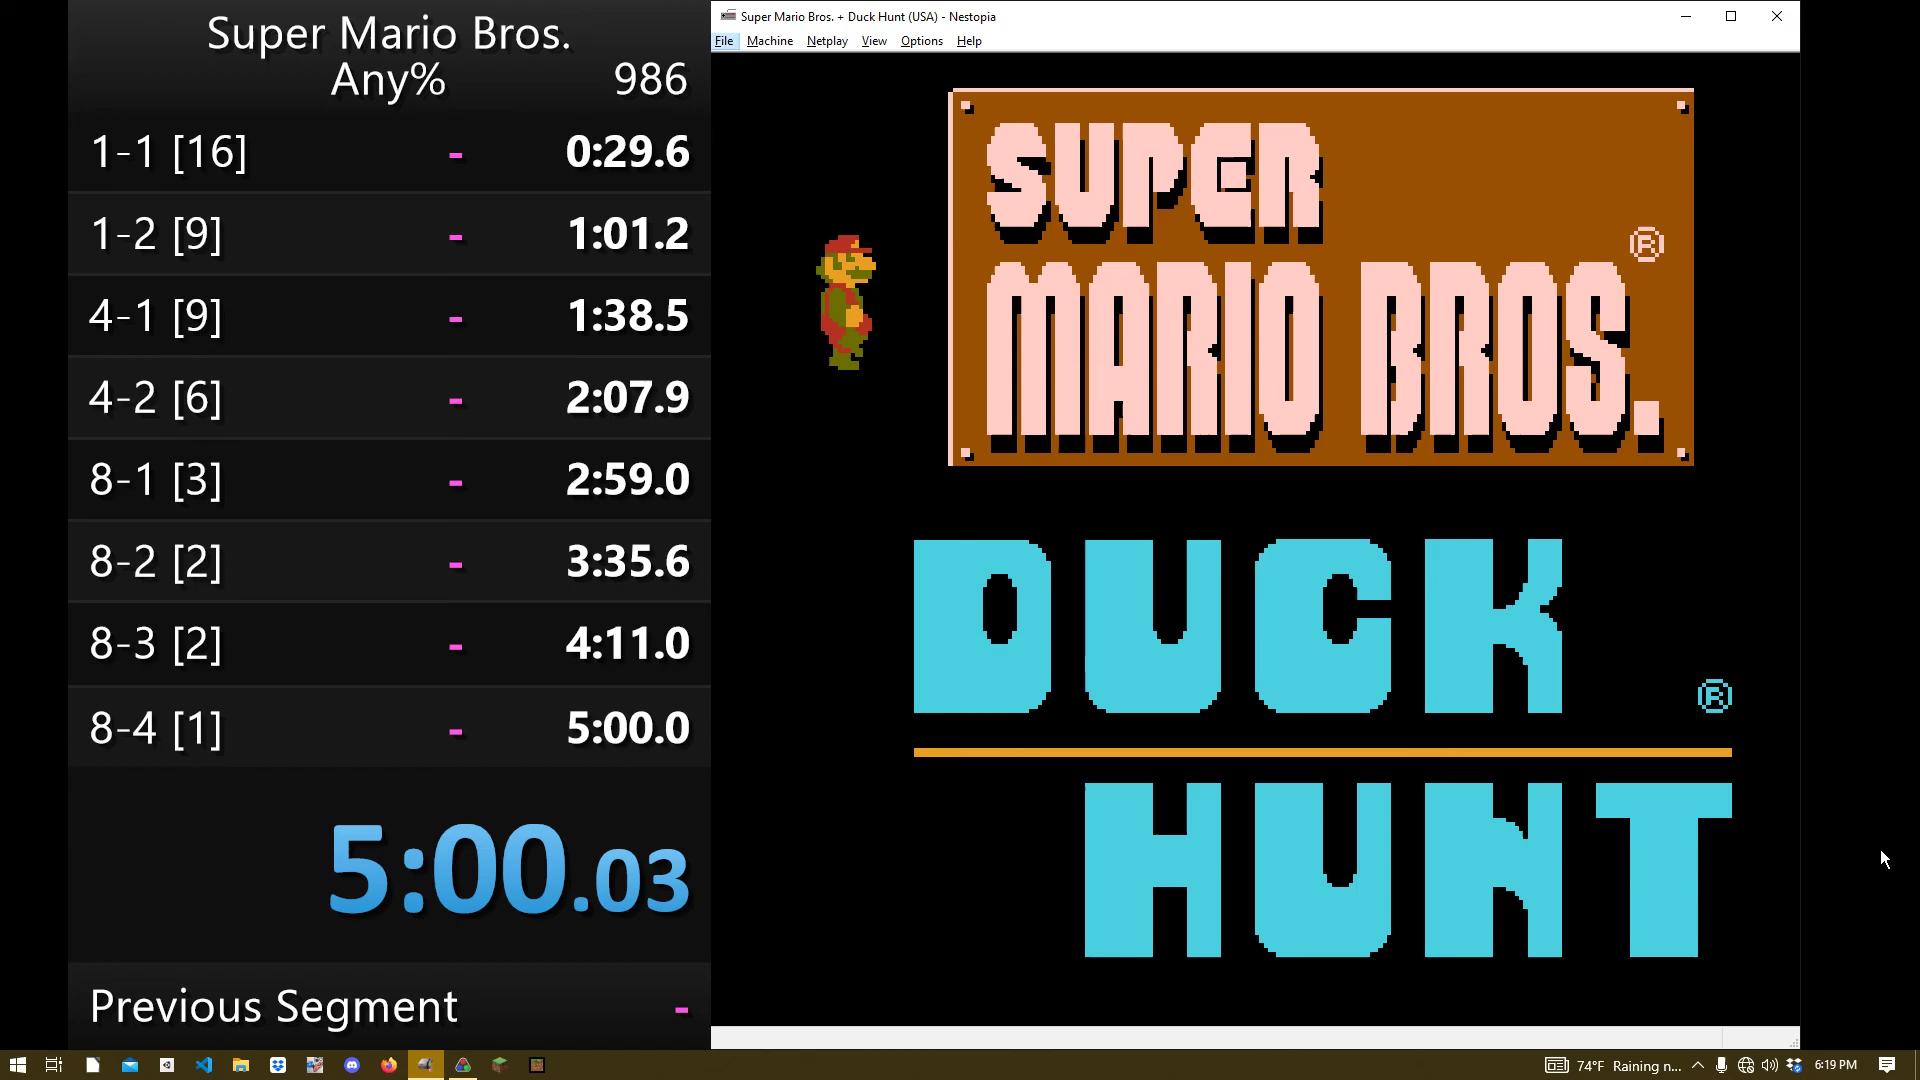 Super Mario Bros.
Any% 986
1-1 [16] - 0:29.6
1-2 [9] - 1:01.2
4-1 [9] - 1:38.5
4-2 [6] - 2:07.9
8-1 [3] - 2:59.0
8-2 [2] - 3:35.6
8-3 [2] - 4:11.0
8-4 [1] - 5:00.0
5:00.03
Previous Segment -
Super Mario Bros. + Duck Hunt (USA) - Nestopia
File Machine Netplay View Options Help
SUPER
MARIO BROS. ®
DUCK ®
HUNT
74°F Raining n... 6:19 PM